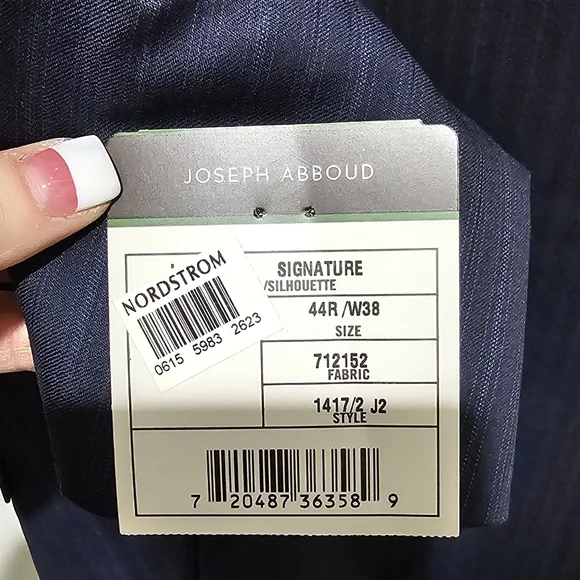 JOSEPH ABBOUD
NORDSTROM
0615 5983 2623
SIGNATURE
/SILHOUETTE
44R /W38
SIZE
712152
FABRIC
1417/2 J2
STYLE
7 20487 36358 9